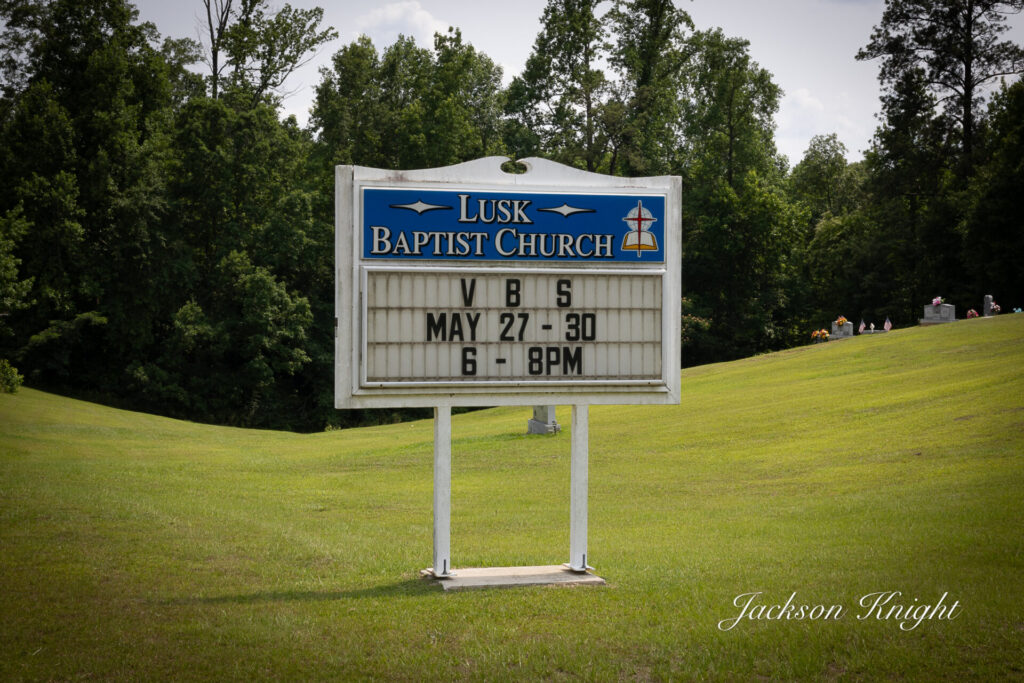 LUSK
BAPTIST CHURCH
V B S
MAY 27 - 30
6 - 8PM
Jackson Knight